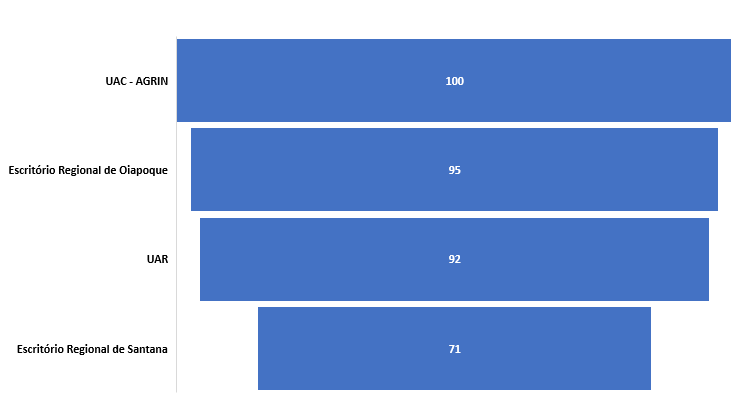 UAC - AGRIN 100
Escritório Regional de Oiapoque 95
UAR 92
Escritório Regional de Santana 71